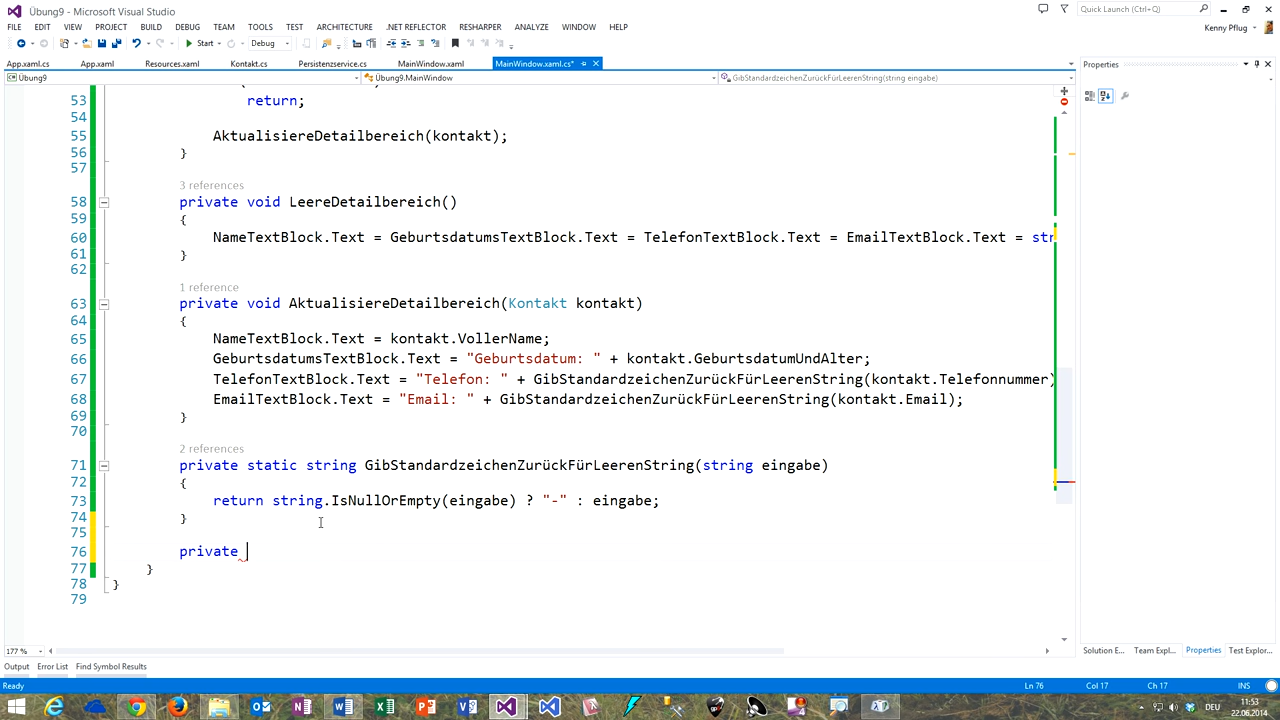 Übung9 - Microsoft Visual Studio
Quick Launch (Ctrl+Q)
FILE EDIT VIEW PROJECT BUILD DEBUG TEAM TOOLS TEST ARCHITECTURE .NET REFLECTOR RESHARPER ANALYZE WINDOW HELP
Kenny Pflug
Start Debug
App.xaml.cs App.xaml Resources.xaml Kontakt.cs Persistenzservice.cs MainWindow.xaml MainWindow.xaml.cs*
Properties
Übung9 Übung9.MainWindow GibStandardzeichenZurückFürLeerenString(string eingabe)
53 return;
54
55 AktualisiereDetailbereich(kontakt);
56 }
57
3 references
58 private void LeereDetailbereich()
59 {
60 NameTextBlock.Text = GeburtsdatumsTextBlock.Text = TelefonTextBlock.Text = EmailTextBlock.Text = str
61 }
62
1 reference
63 private void AktualisiereDetailbereich(Kontakt kontakt)
64 {
65 NameTextBlock.Text = kontakt.VollerName;
66 GeburtsdatumsTextBlock.Text = "Geburtsdatum: " + kontakt.GeburtsdatumUndAlter;
67 TelefonTextBlock.Text = "Telefon: " + GibStandardzeichenZurückFürLeerenString(kontakt.Telefonnummer)
68 EmailTextBlock.Text = "Email: " + GibStandardzeichenZurückFürLeerenString(kontakt.Email);
69 }
70
2 references
71 private static string GibStandardzeichenZurückFürLeerenString(string eingabe)
72 {
73 return string.IsNullOrEmpty(eingabe) ? "-" : eingabe;
74 }
75
76 private
77 }
78 }
79
177 %
Solution E... Team Expl... Properties Test Explor...
Output Error List Find Symbol Results
Ready Ln 76 Col 17 Ch 17 INS
11:53
22.06.2014